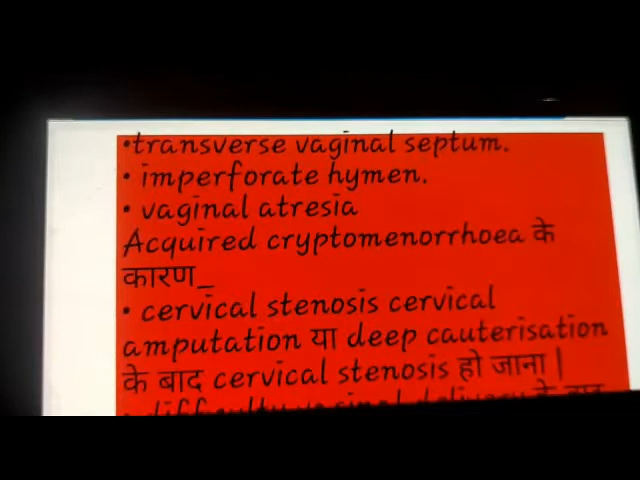 •transverse vaginal septum.
• imperforate hymen.
• vaginal atresia
Acquired cryptomenorrhoea के
कारण_
• cervical stenosis cervical
amputation या deep cauterisation
के बाद cervical stenosis हो जाना |